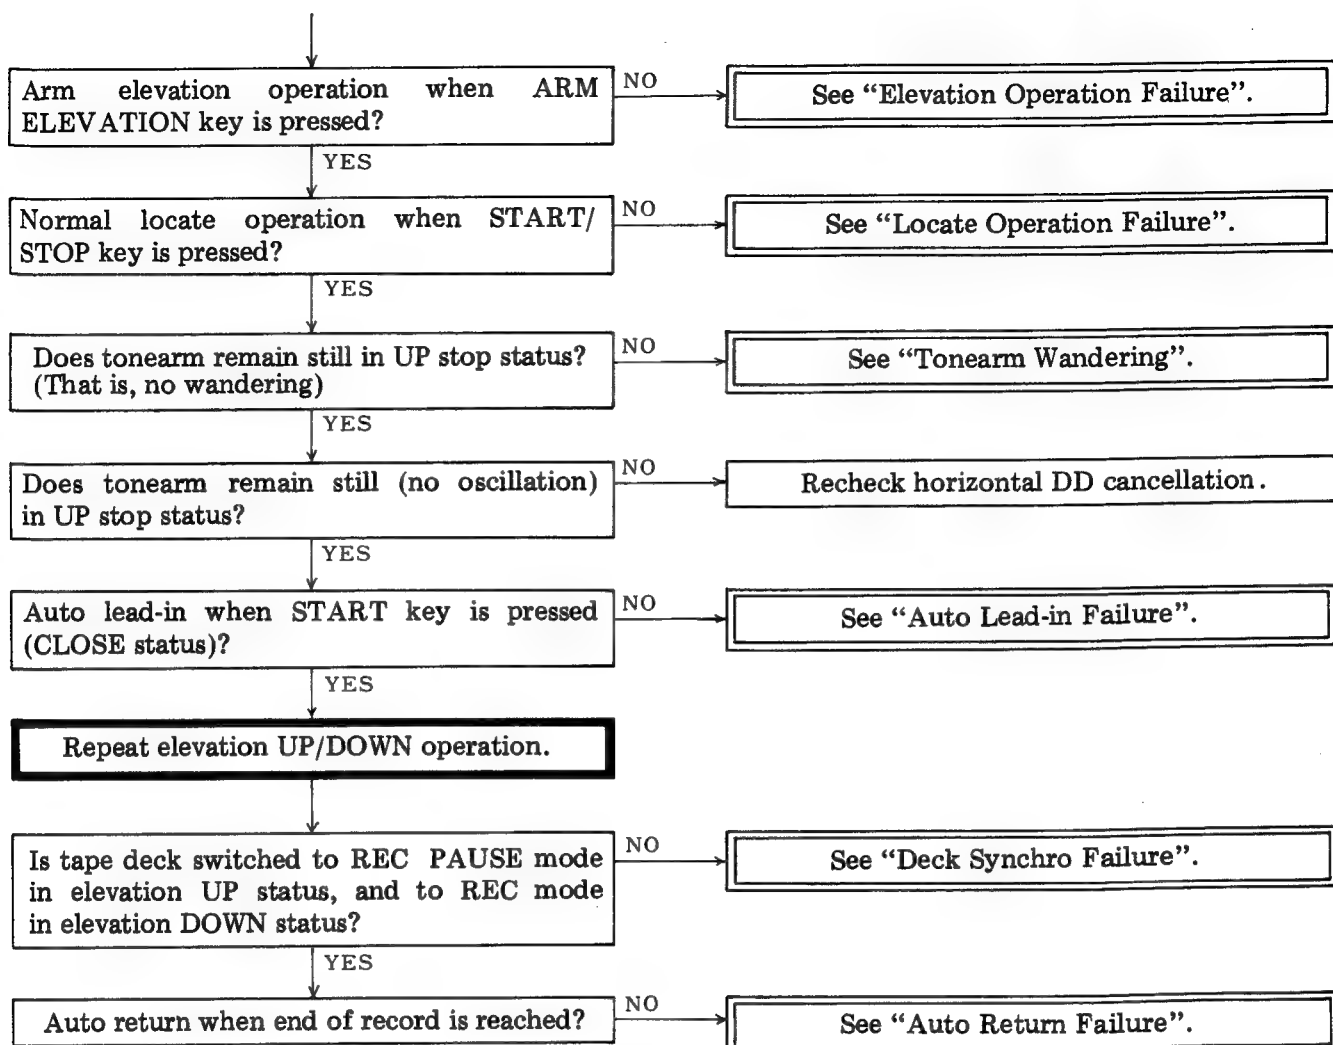 Arm elevation operation when ARM
ELEVATION key is pressed?
NO
See “Elevation Operation Failure”.
YES
Normal locate operation when START/
STOP key is pressed?
NO
See “Locate Operation Failure”.
YES
Does tonearm remain still in UP stop status?
(That is, no wandering)
NO
See “Tonearm Wandering”.
YES
Does tonearm remain still (no oscillation)
in UP stop status?
NO
Recheck horizontal DD cancellation.
YES
Auto lead-in when START key is pressed
(CLOSE status)?
NO
See “Auto Lead-in Failure”.
YES
Repeat elevation UP/DOWN operation.
Is tape deck switched to REC PAUSE mode
in elevation UP status, and to REC mode
in elevation DOWN status?
NO
See “Deck Synchro Failure”.
YES
Auto return when end of record is reached?
NO
See “Auto Return Failure”.